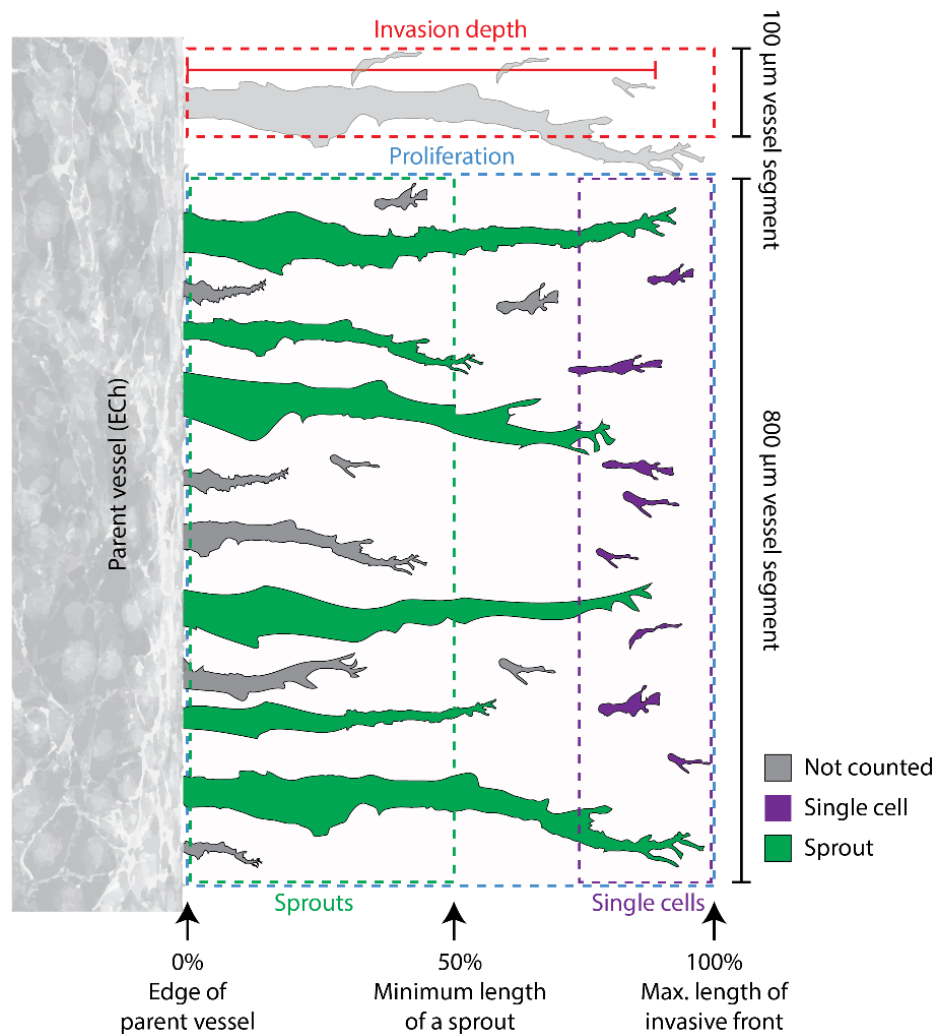 Invasion depth
100 µm vessel segment
Proliferation
Parent vessel (ECh)
800 µm vessel segment
Not counted
Single cell
Sprout
Sprouts
Single cells
0%
50%
100%
Edge of
parent vessel
Minimum length
of a sprout
Max. length of
invasive front